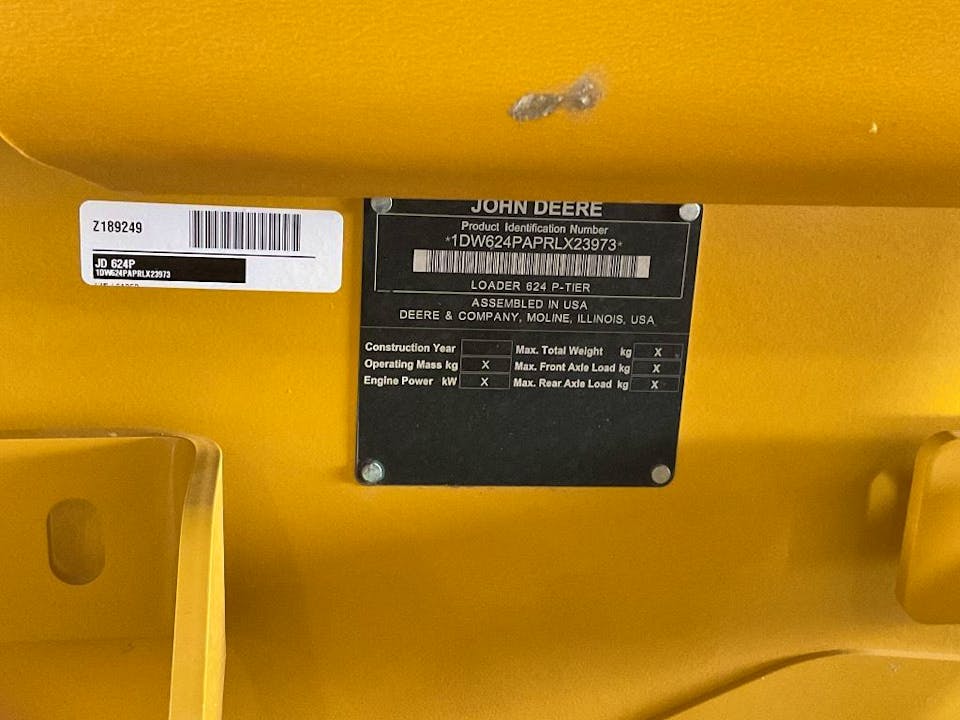 Z189249
JD 624P
1DW624PAPRLX23973
JOHN DEERE
Product Identification Number
*1DW624PAPRLX23973*
LOADER 624 P-TIER
ASSEMBLED IN USA
DEERE & COMPANY, MOLINE, ILLINOIS, USA
Construction Year Max. Total Weight kg X
Operating Mass kg X Max. Front Axle Load kg X
Engine Power kW X Max. Rear Axle Load kg X